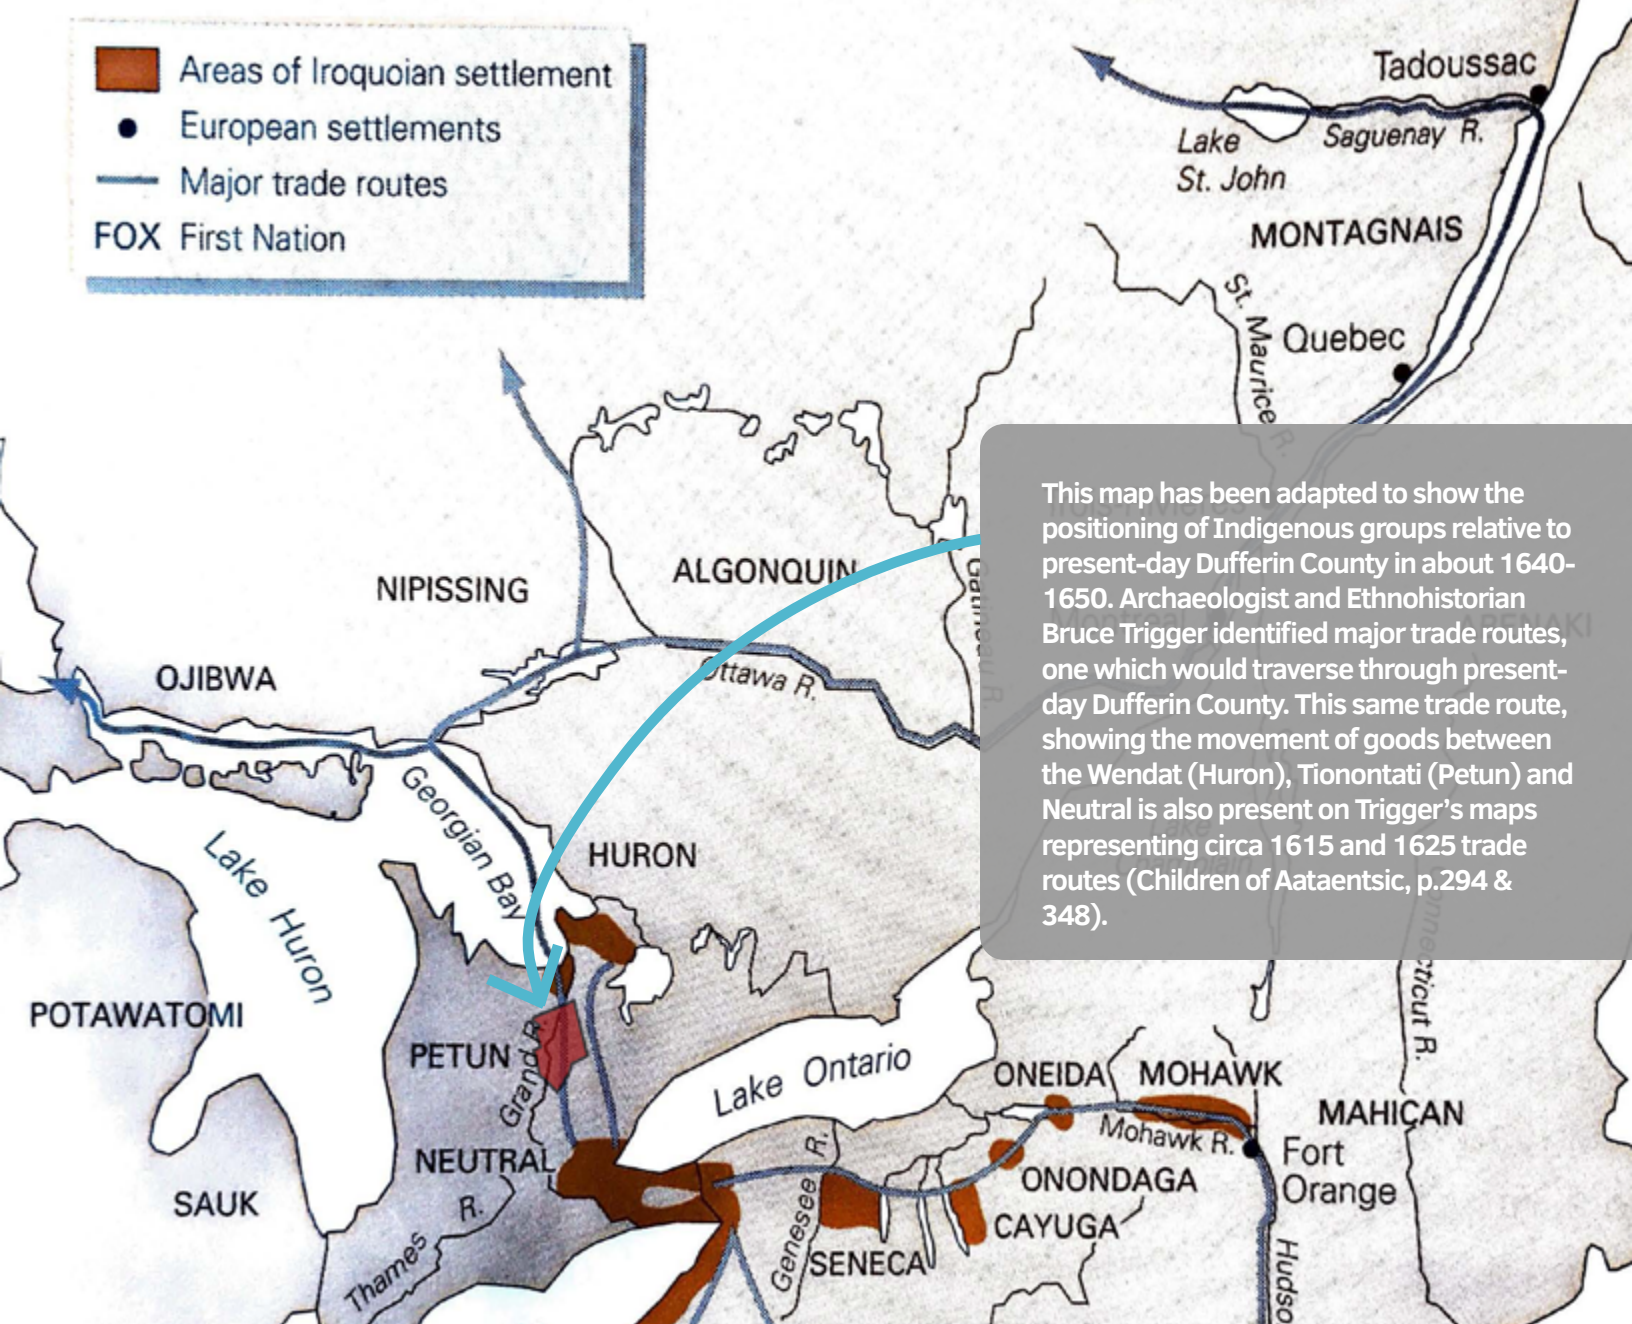 Areas of Iroquoian settlement
European settlements
Major trade routes
FOX First Nation
Tadoussac
Lake
St. John
Saguenay R.
MONTAGNAIS
St. Maurice R.
Quebec
This map has been adapted to show the
positioning of Indigenous groups relative to
present-day Dufferin County in about 1640-
1650. Archaeologist and Ethnohistorian
Bruce Trigger identified major trade routes,
one which would traverse through present-
day Dufferin County. This same trade route,
showing the movement of goods between
the Wendat (Huron), Tionontati (Petun) and
Neutral is also present on Trigger's maps
representing circa 1615 and 1625 trade
routes (Children of Aataentsic, p.294 &
348).
Trois-Rivières
Montreal
ABENAKI
Lake
Champlain
NIPISSING
ALGONQUIN
Gatineau R.
OJIBWA
Ottawa R.
Georgian Bay
Lake Huron
HURON
POTAWATOMI
PETUN
Grand R.
Lake Ontario
ONEIDA
MOHAWK
Connecticut R.
MAHICAN
Mohawk R.
Fort
Orange
NEUTRAL
SAUK
Thames R.
Genesee R.
ONONDAGA
CAYUGA
SENECA
Hudso